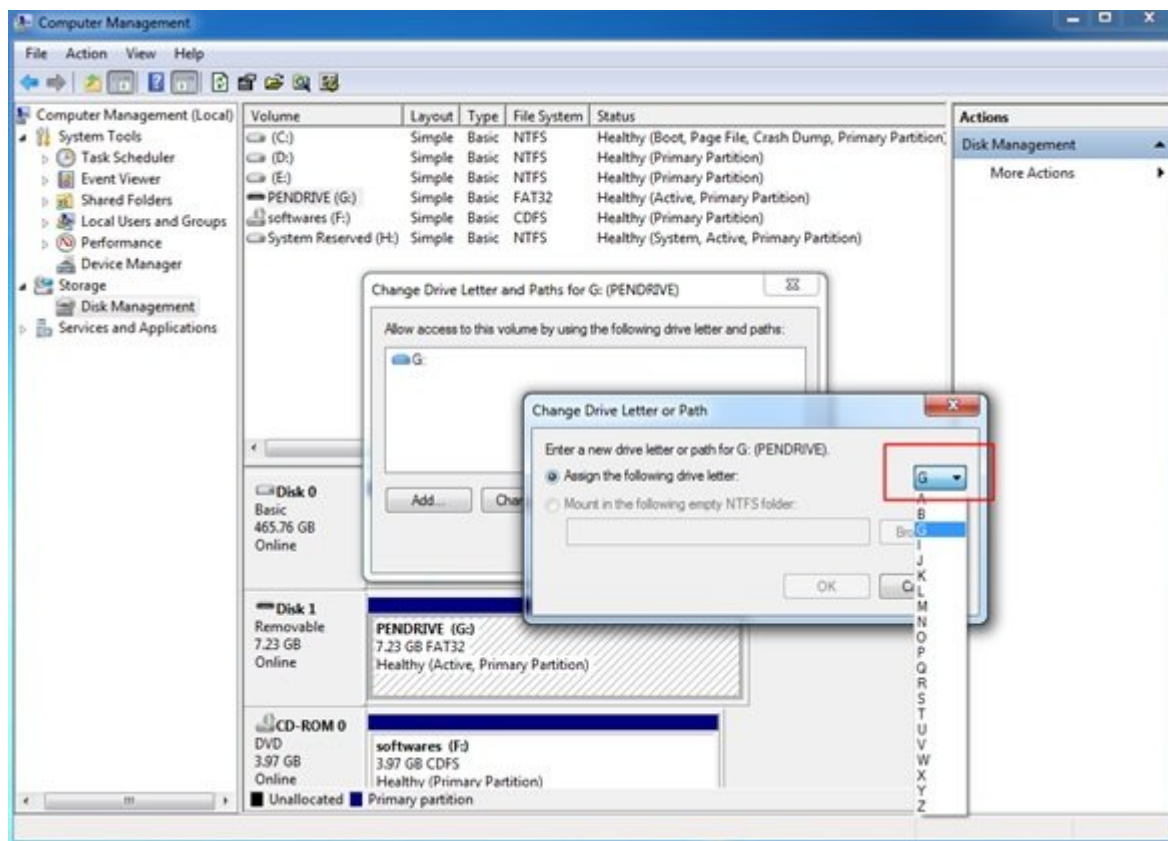 Computer Management
File Action View Help
Computer Management (Local)
System Tools
Task Scheduler
Event Viewer
Shared Folders
Local Users and Groups
Performance
Device Manager
Storage
Disk Management
Services and Applications
Volume Layout Type File System Status
(C:) Simple Basic NTFS Healthy (Boot, Page File, Crash Dump, Primary Partition)
(D:) Simple Basic NTFS Healthy (Primary Partition)
(E:) Simple Basic NTFS Healthy (Primary Partition)
PENDRIVE (G:) Simple Basic FAT32 Healthy (Active, Primary Partition)
softwares (F:) Simple Basic CDFS Healthy (Primary Partition)
System Reserved (H:) Simple Basic NTFS Healthy (System, Active, Primary Partition)
Actions
Disk Management
More Actions
Change Drive Letter and Paths for G: (PENDRIVE)
Allow access to this volume by using the following drive letter and paths:
G:
Add...
Change Drive Letter or Path
Enter a new drive letter or path for G: (PENDRIVE).
Assign the following drive letter:
G
Mount in the following empty NTFS folder:
OK
A
B
G
I
J
K
L
M
N
O
P
Q
R
S
T
U
V
W
X
Y
Z
Disk 0
Basic
465.76 GB
Online
Disk 1
Removable
7.23 GB
Online
PENDRIVE (G:)
7.23 GB FAT32
Healthy (Active, Primary Partition)
CD-ROM 0
DVD
3.97 GB
Online
softwares (F:)
3.97 GB CDFS
Healthy (Primary Partition)
Unallocated Primary partition